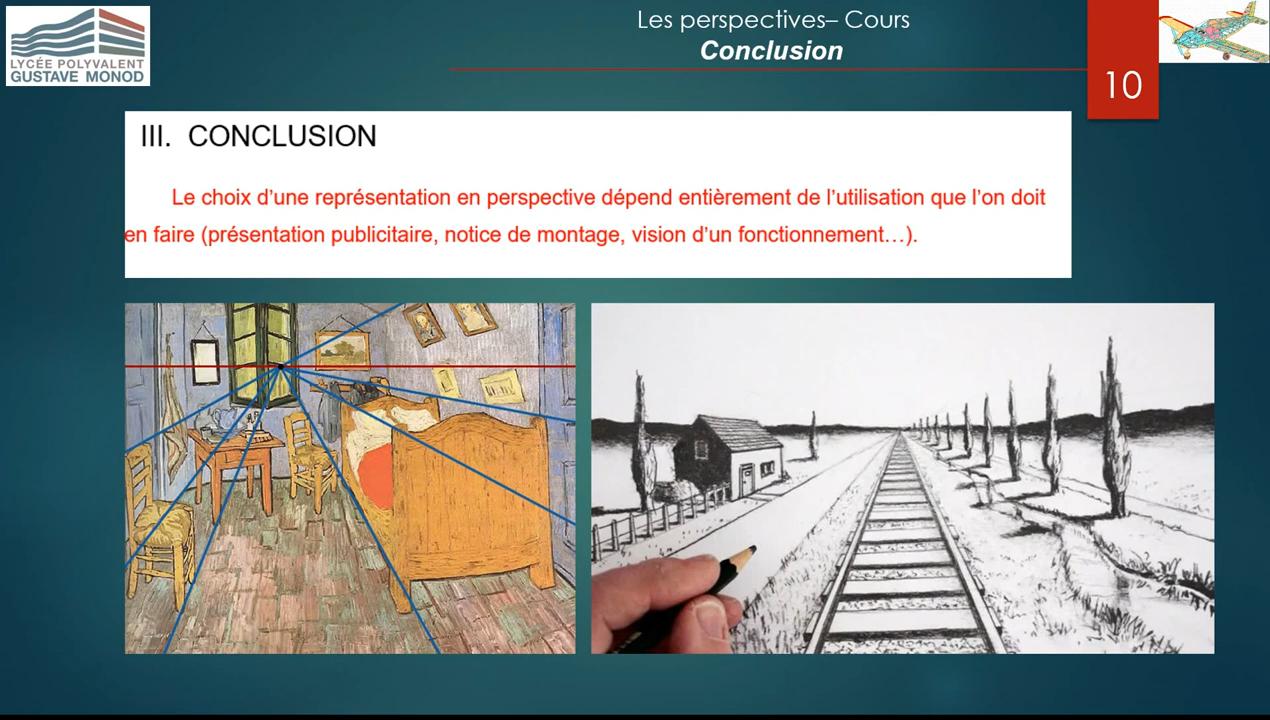 LYCÉE POLYVALENT
GUSTAVE MONOD
Les perspectives– Cours
Conclusion
10
III. CONCLUSION
Le choix d’une représentation en perspective dépend entièrement de l’utilisation que l’on doit
en faire (présentation publicitaire, notice de montage, vision d’un fonctionnement…).